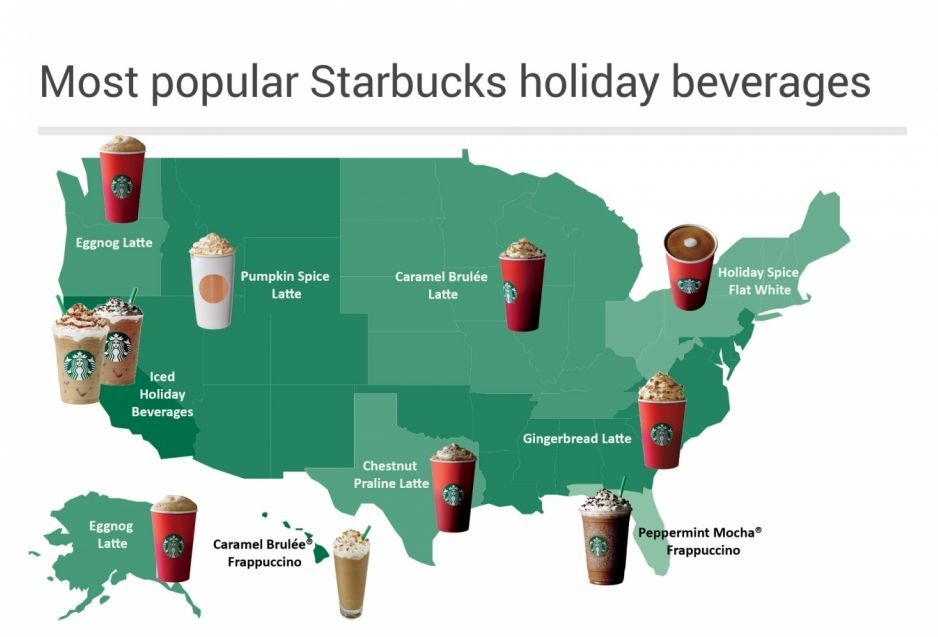 Most popular Starbucks holiday beverages
Eggnog Latte
Pumpkin Spice
Latte
Caramel Brulée
Latte
Holiday Spice
Flat White
Iced
Holiday
Beverages
Gingerbread Latte
Chestnut
Praline Latte
Eggnog
Latte
Caramel Brulée®
Frappuccino
Peppermint Mocha®
Frappuccino